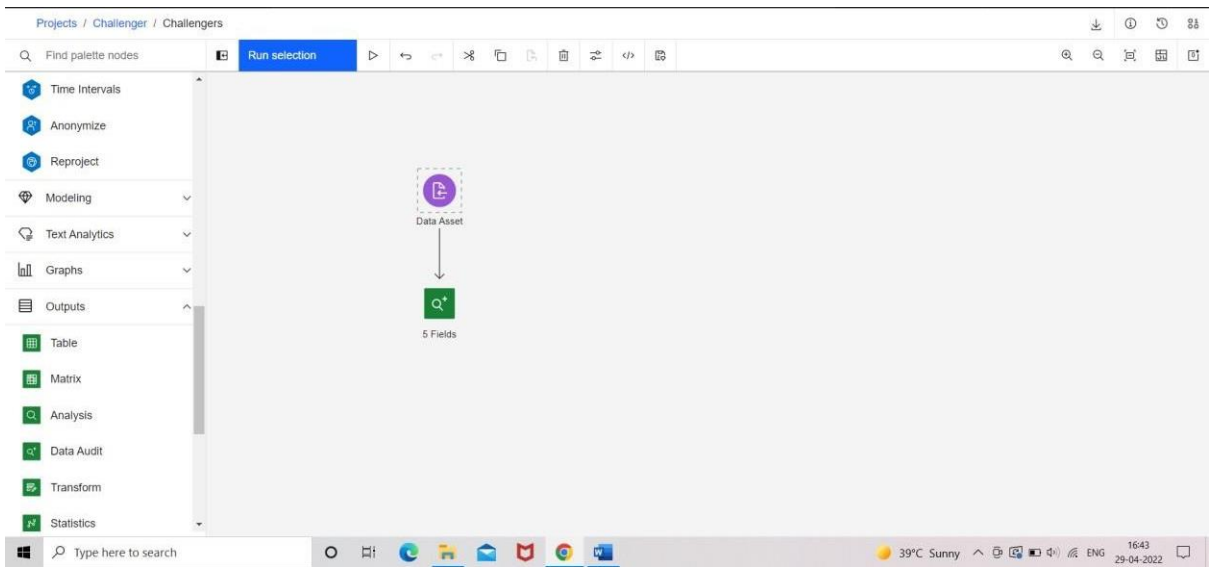 Projects / Challenger / Challengers
Find palette nodes
Run selection
Time Intervals
Anonymize
Reproject
Modeling
Text Analytics
Graphs
Outputs
Table
Matrix
Analysis
Data Audit
Transform
Statistics
Data Asset
5 Fields
Type here to search
39°C Sunny
ENG
16:43
29-04-2022